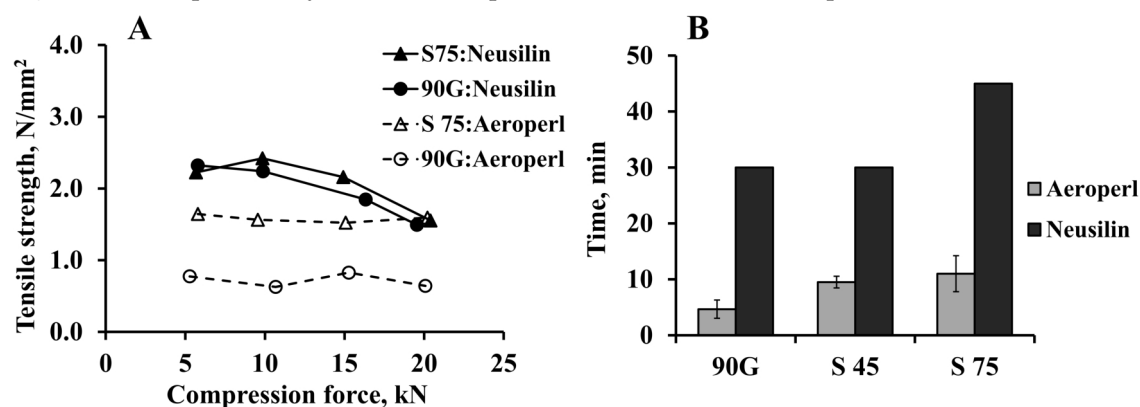 A
Tensile strength, N/mm²
4.0
3.0
2.0
1.0
0.0
0
5
10
15
20
25
Compression force, kN
S75:Neusilin
90G:Neusilin
S 75:Aeroperl
90G:Aeroperl
B
Time, min
50
40
30
20
10
0
90G
S 45
S 75
Aeroperl
Neusilin